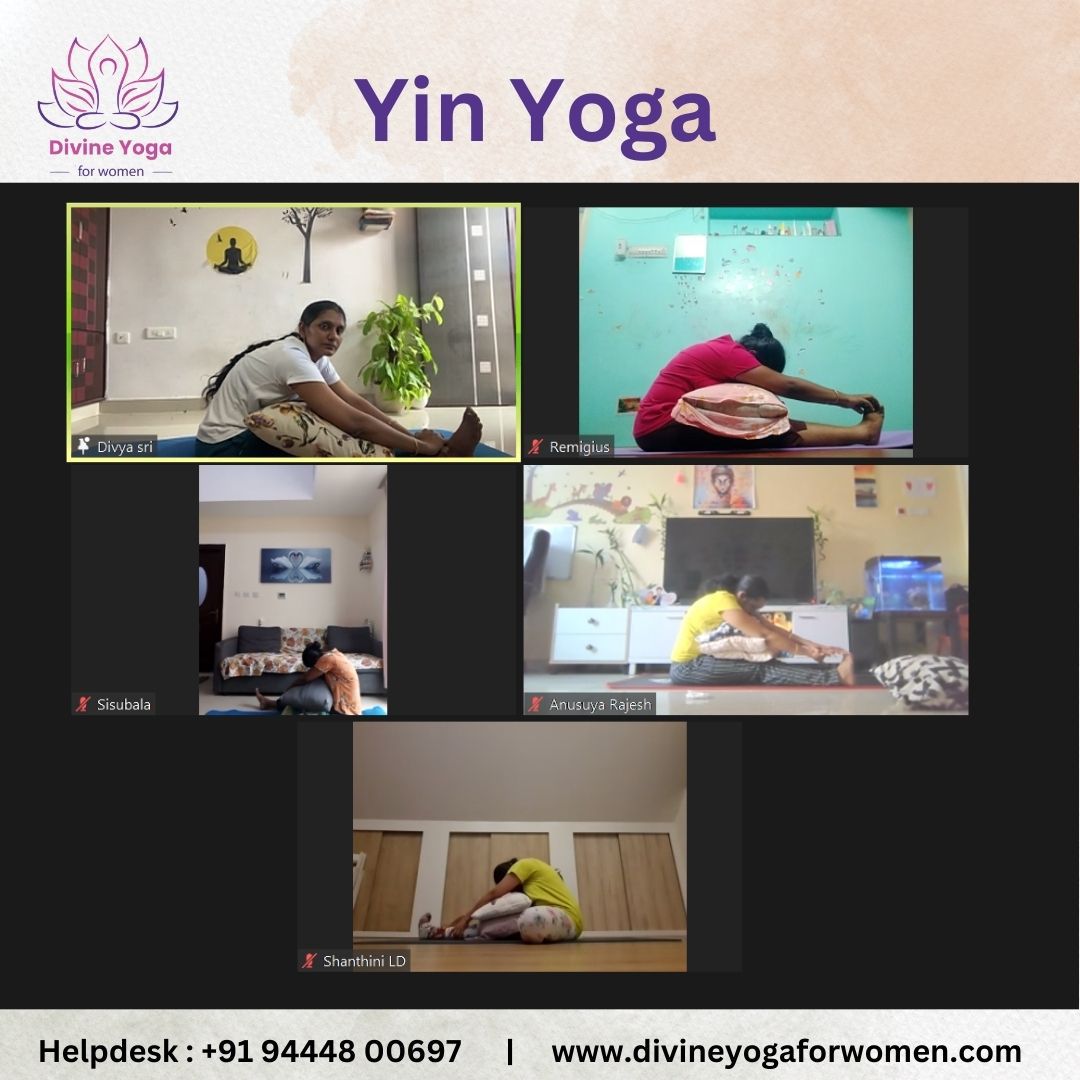 Divine Yoga
for women
Yin Yoga
Divya sri
Remigius
Sisubala
Anusuya Rajesh
Shanthini LD
Helpdesk : +91 94448 00697 | www.divineyogaforwomen.com